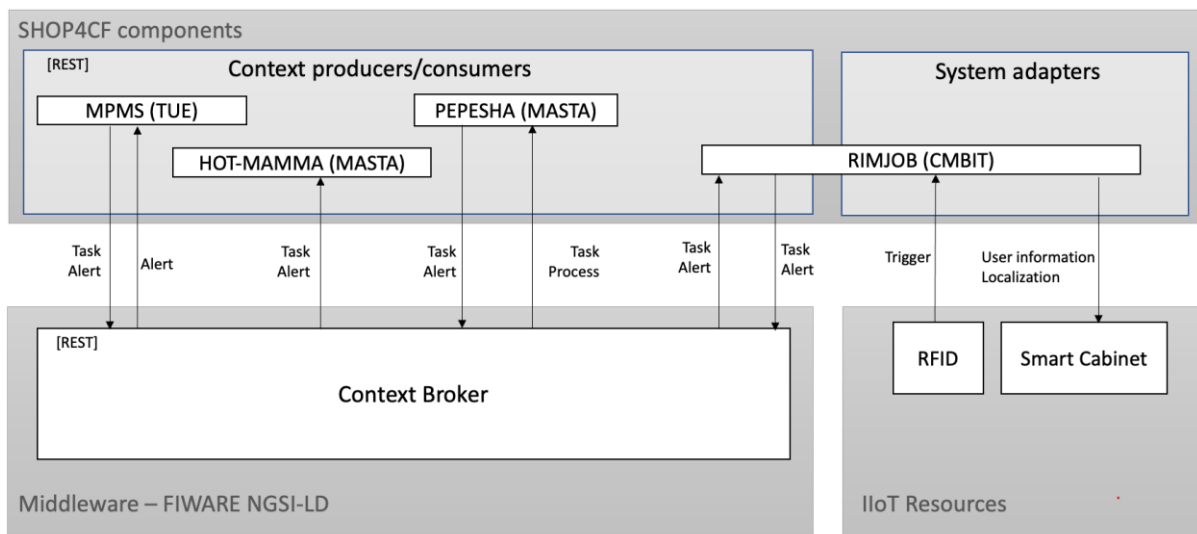 SHOP4CF components
[REST]
Context producers/consumers
System adapters
MPMS (TUE)
PEPESHA (MASTA)
HOT-MAMMA (MASTA)
RIMJOB (CMBIT)
Task
Alert
Alert
Task
Alert
Task
Alert
Task
Process
Task
Alert
Task
Alert
Trigger
User information
Localization
[REST]
Context Broker
RFID
Smart Cabinet
Middleware – FIWARE NGSI-LD
IIoT Resources